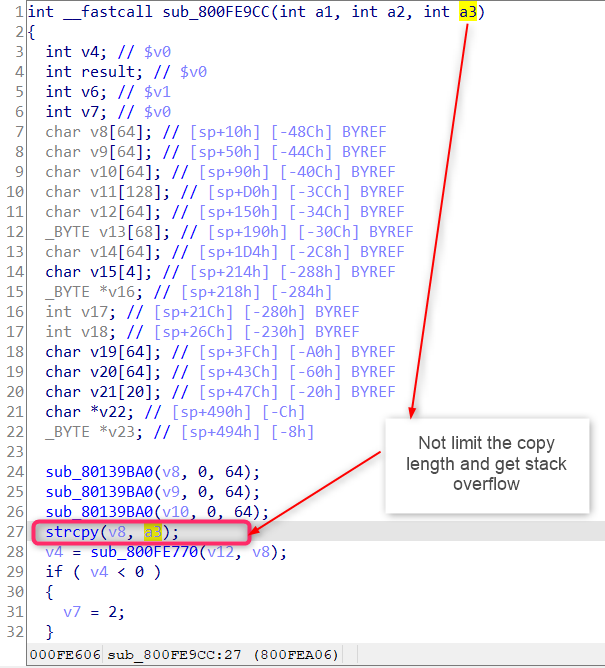 1 int __fastcall sub_800FE9CC(int a1, int a2, int a3)
2 {
3 int v4; // $v0
4 int result; // $v0
5 int v6; // $v1
6 int v7; // $v0
7 char v8[64]; // [sp+10h] [-48Ch] BYREF
8 char v9[64]; // [sp+50h] [-44Ch] BYREF
9 char v10[64]; // [sp+90h] [-40Ch] BYREF
10 char v11[128]; // [sp+D0h] [-3CCh] BYREF
11 char v12[64]; // [sp+150h] [-34Ch] BYREF
12 _BYTE v13[68]; // [sp+190h] [-30Ch] BYREF
13 char v14[64]; // [sp+1D4h] [-2C8h] BYREF
14 char v15[4]; // [sp+214h] [-288h] BYREF
15 _BYTE *v16; // [sp+218h] [-284h]
16 int v17; // [sp+21Ch] [-280h] BYREF
17 int v18; // [sp+26Ch] [-230h] BYREF
18 char v19[64]; // [sp+3FCh] [-A0h] BYREF
19 char v20[64]; // [sp+43Ch] [-60h] BYREF
20 char v21[20]; // [sp+47Ch] [-20h] BYREF
21 char *v22; // [sp+490h] [-Ch]
22 _BYTE *v23; // [sp+494h] [-8h]
23
24 sub_80139BA0(v8, 0, 64);
25 sub_80139BA0(v9, 0, 64);
26 sub_80139BA0(v10, 0, 64);
27 strcpy(v8, a3);
28 v4 = sub_800FE770(v12, v8);
29 if ( v4 < 0 )
30 {
31 v7 = 2;
32 }
Not limit the copy
length and get stack
overflow
000FE606 sub_800FE9CC:27 (800FEA06)